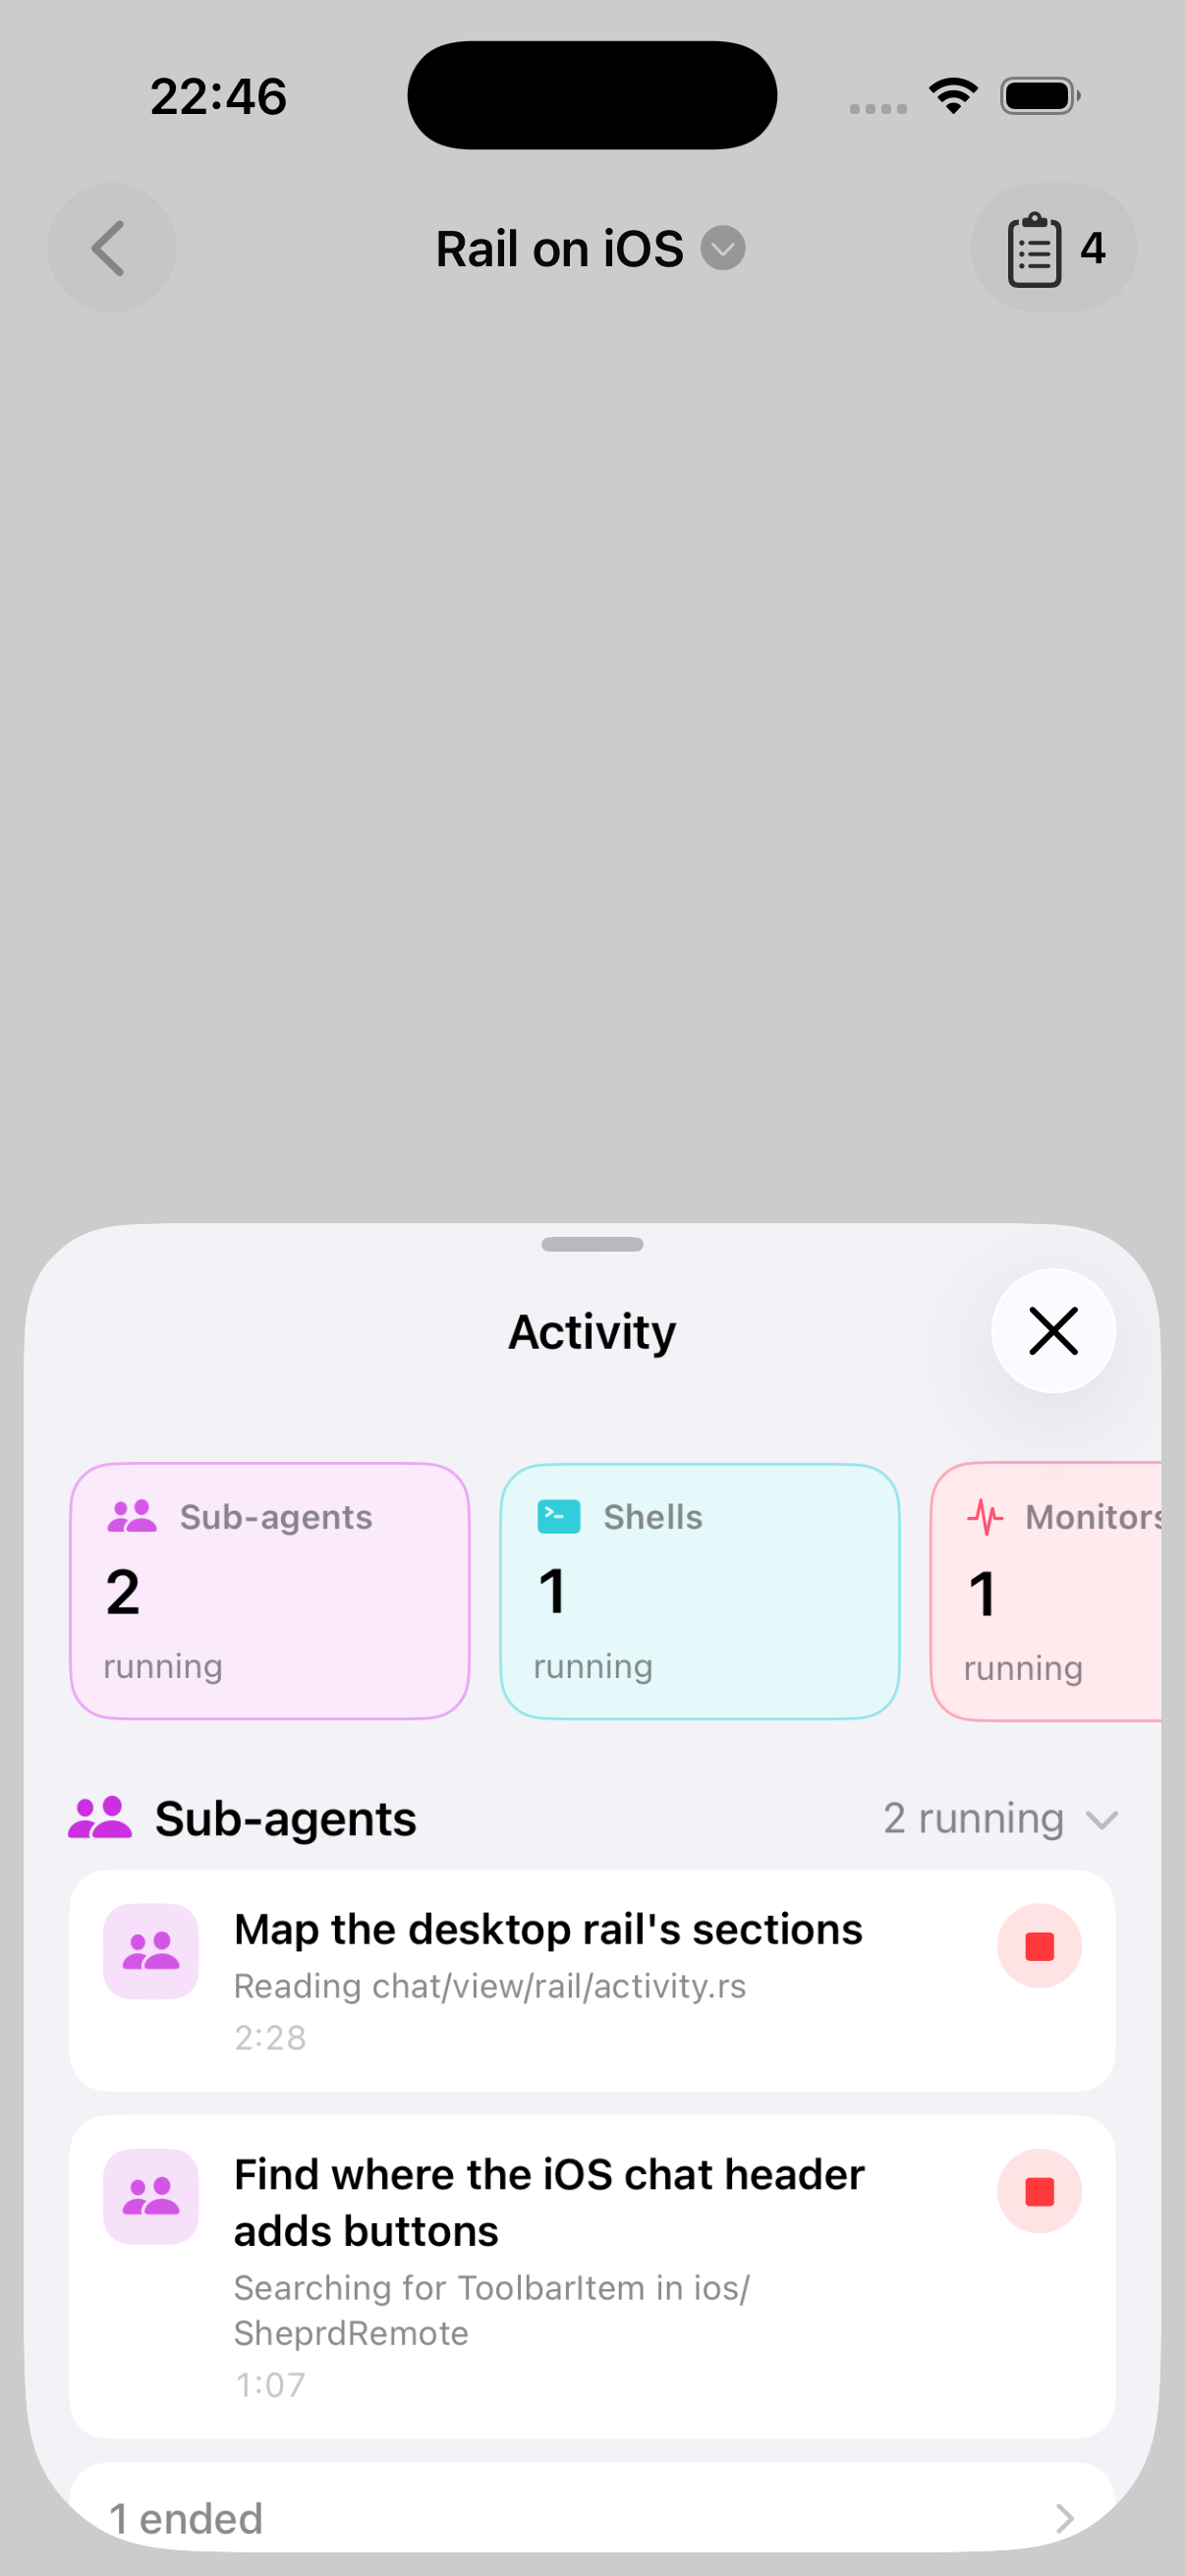 22:46
Rail on iOS
4
Activity
Sub-agents
2
running
Shells
1
running
Monitors
1
running
Sub-agents
2 running
Map the desktop rail's sections
Reading chat/view/rail/activity.rs
2:28
Find where the iOS chat header
adds buttons
Searching for ToolbarItem in ios/
SheprdRemote
1:07
1 ended